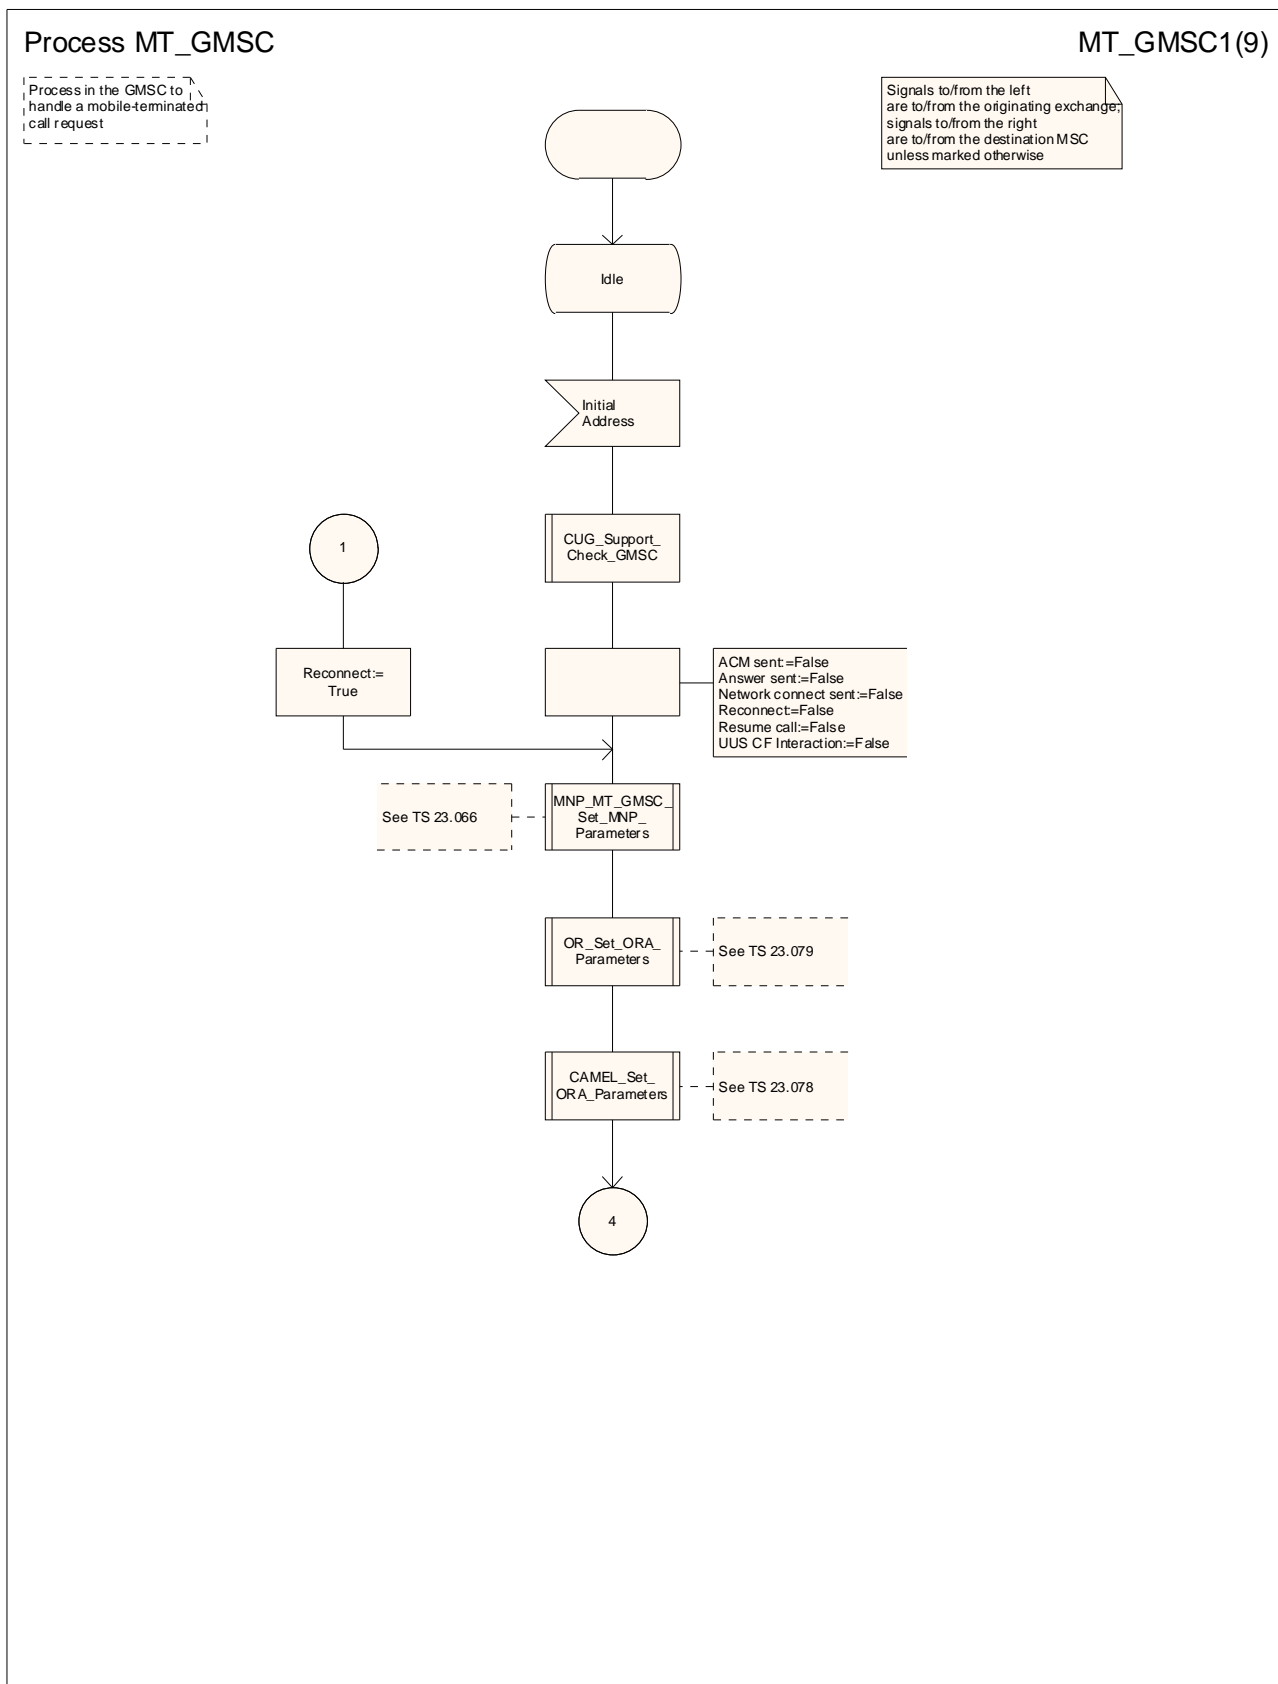 Process MT_GMSC
MT_GMSC1(9)
Process in the GMSC to
handle a mobile-terminated
call request
Signals to/from the left
are to/from the originating exchange;
signals to/from the right
are to/from the destination MSC
unless marked otherwise
Idle
Initial
Address
CUG_Support_
Check_GMSC
1
Reconnect:=
True
ACM sent:=False
Answer sent:=False
Network connect sent:=False
Reconnect:=False
Resume call:=False
UUS CF Interaction:=False
See TS 23.066
MNP_MT_GMSC_
Set_MNP_
Parameters
OR_Set_ORA_
Parameters
See TS 23.079
CAMEL_Set_
ORA_Parameters
See TS 23.078
4